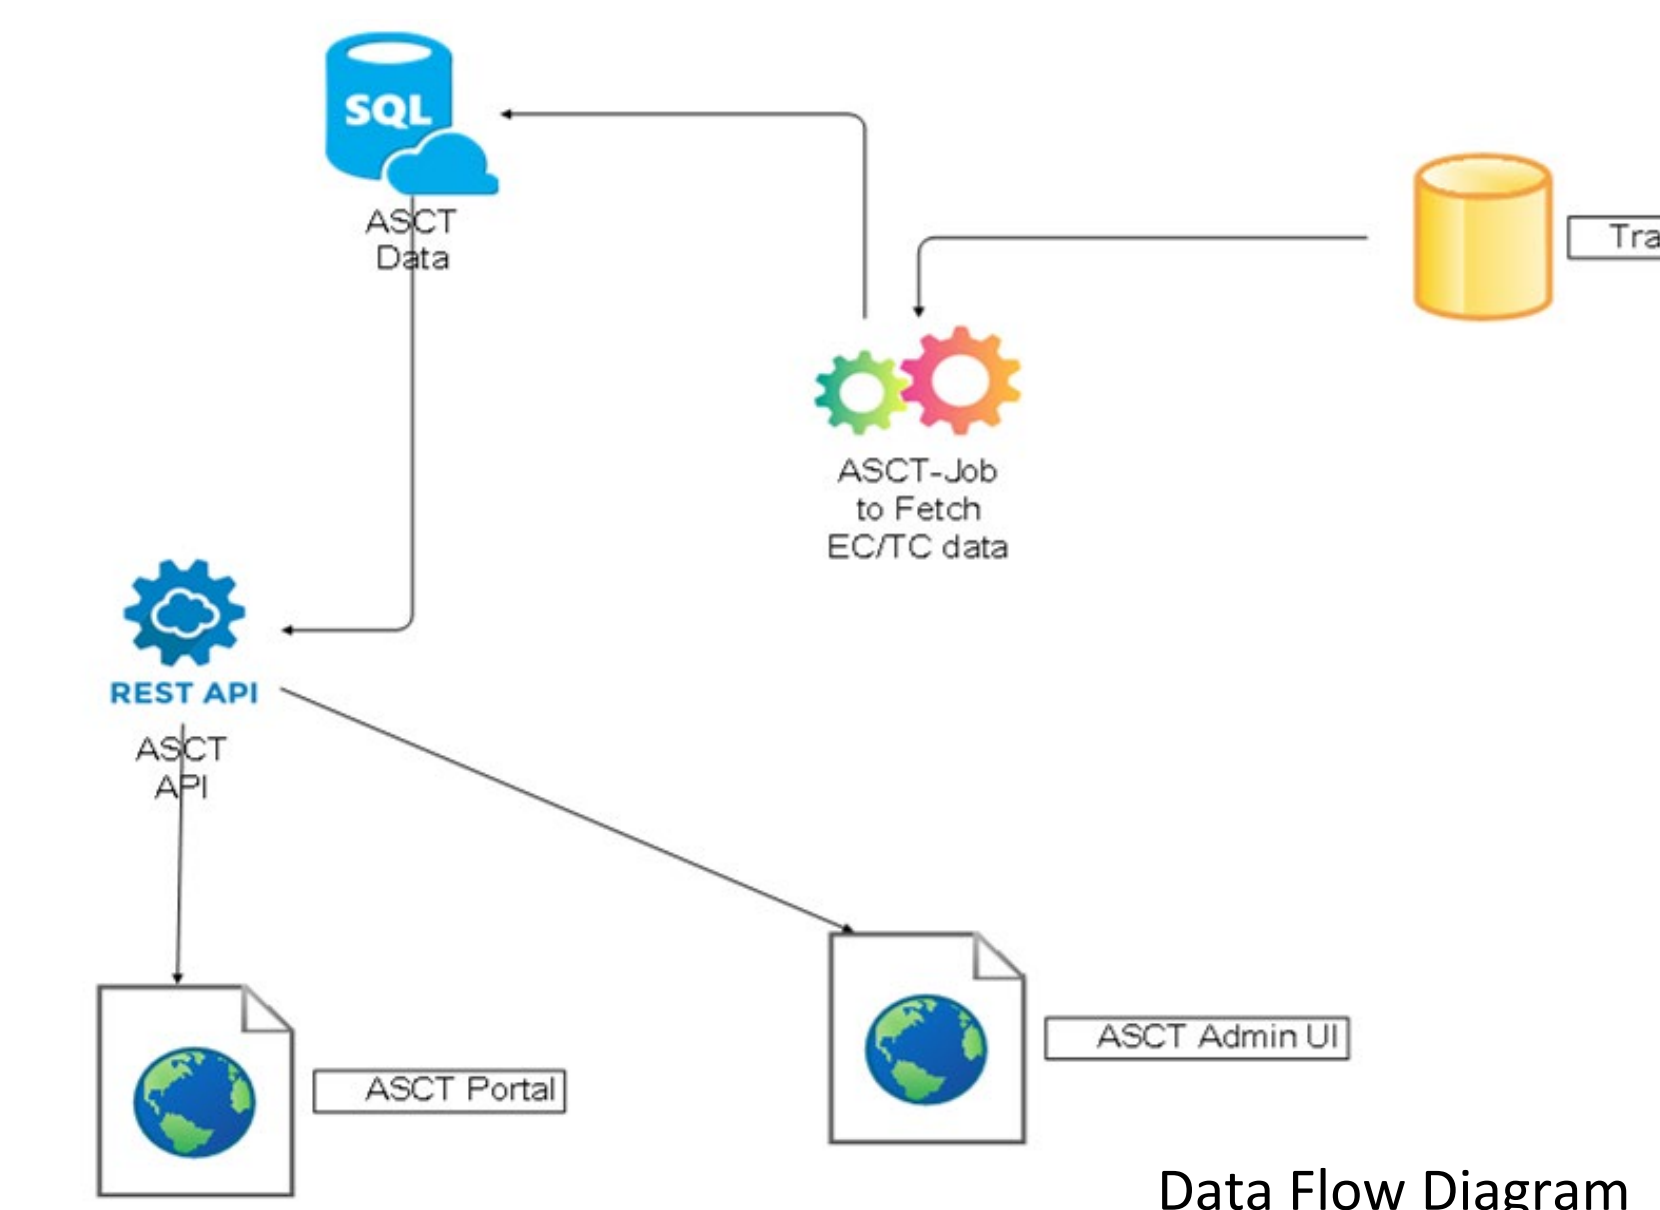 SQL
ASCT
Data
Tra
ASCT-Job
to Fetch
EC/TC data
REST API
ASCT
API
ASCT Admin UI
ASCT Portal
Data Flow Diagram